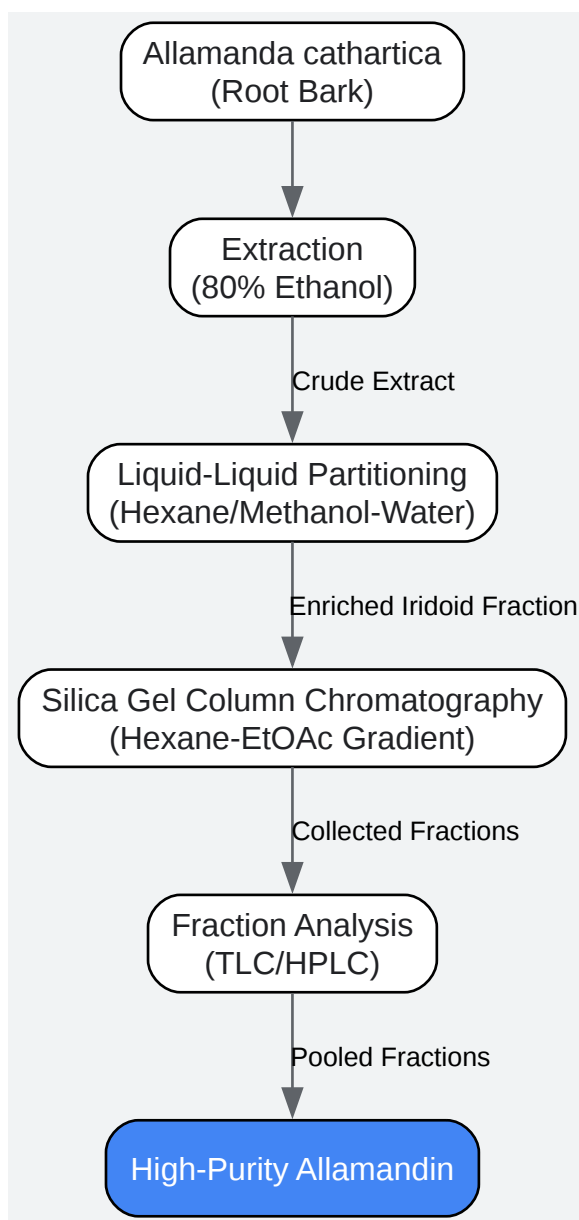 Allamanda cathartica
(Root Bark)
Extraction
(80% Ethanol)
Crude Extract
Liquid-Liquid Partitioning
(Hexane/Methanol-Water)
Enriched Iridoid Fraction
Silica Gel Column Chromatography
(Hexane-EtOAc Gradient)
Collected Fractions
Fraction Analysis
(TLC/HPLC)
Pooled Fractions
High-Purity Allamandin